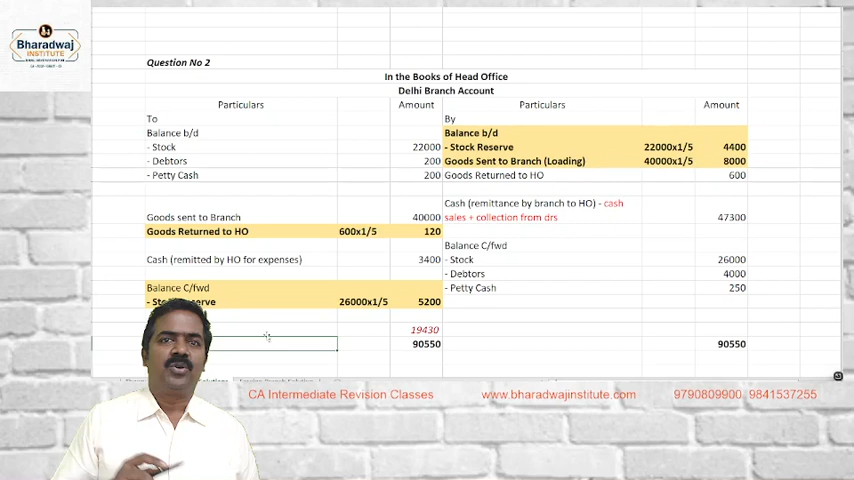 Bharadwaj
INSTITUTE
Question No 2
In the Books of Head Office
Delhi Branch Account
Particulars Amount Particulars Amount
To By
Balance b/d Balance b/d
- Stock 22000 - Stock Reserve 22000x1/5 4400
- Debtors 200 Goods Sent to Branch (Loading) 40000x1/5 8000
- Petty Cash 200 Goods Returned to HO 600
Cash (remittance by branch to HO) - cash
Goods sent to Branch 40000 sales + collection from drs 47300
Goods Returned to HO 600x1/5 120
Balance C/fwd
Cash (remitted by HO for expenses) 3400 - Stock 26000
- Debtors 4000
Balance C/fwd - Petty Cash 250
26000x1/5 5200
19430
90550 90550
CA Intermediate Revision Classes www.bharadwajinstitute.com 9790809900 9841537255